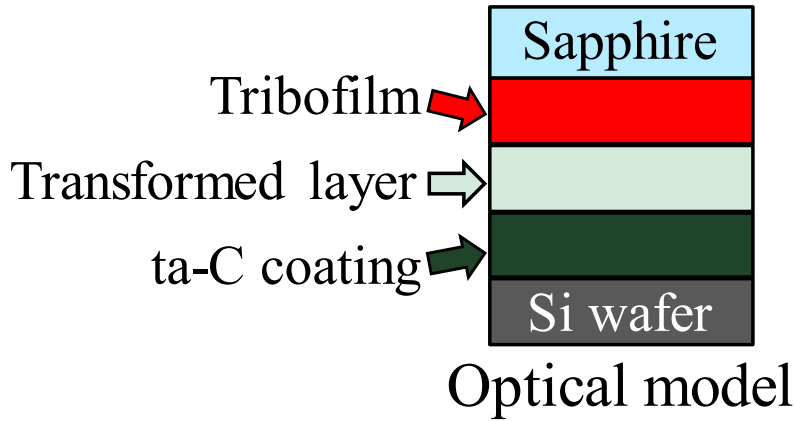 Sapphire
Tribofilm
Transformed layer
ta-C coating
Si wafer
Optical model